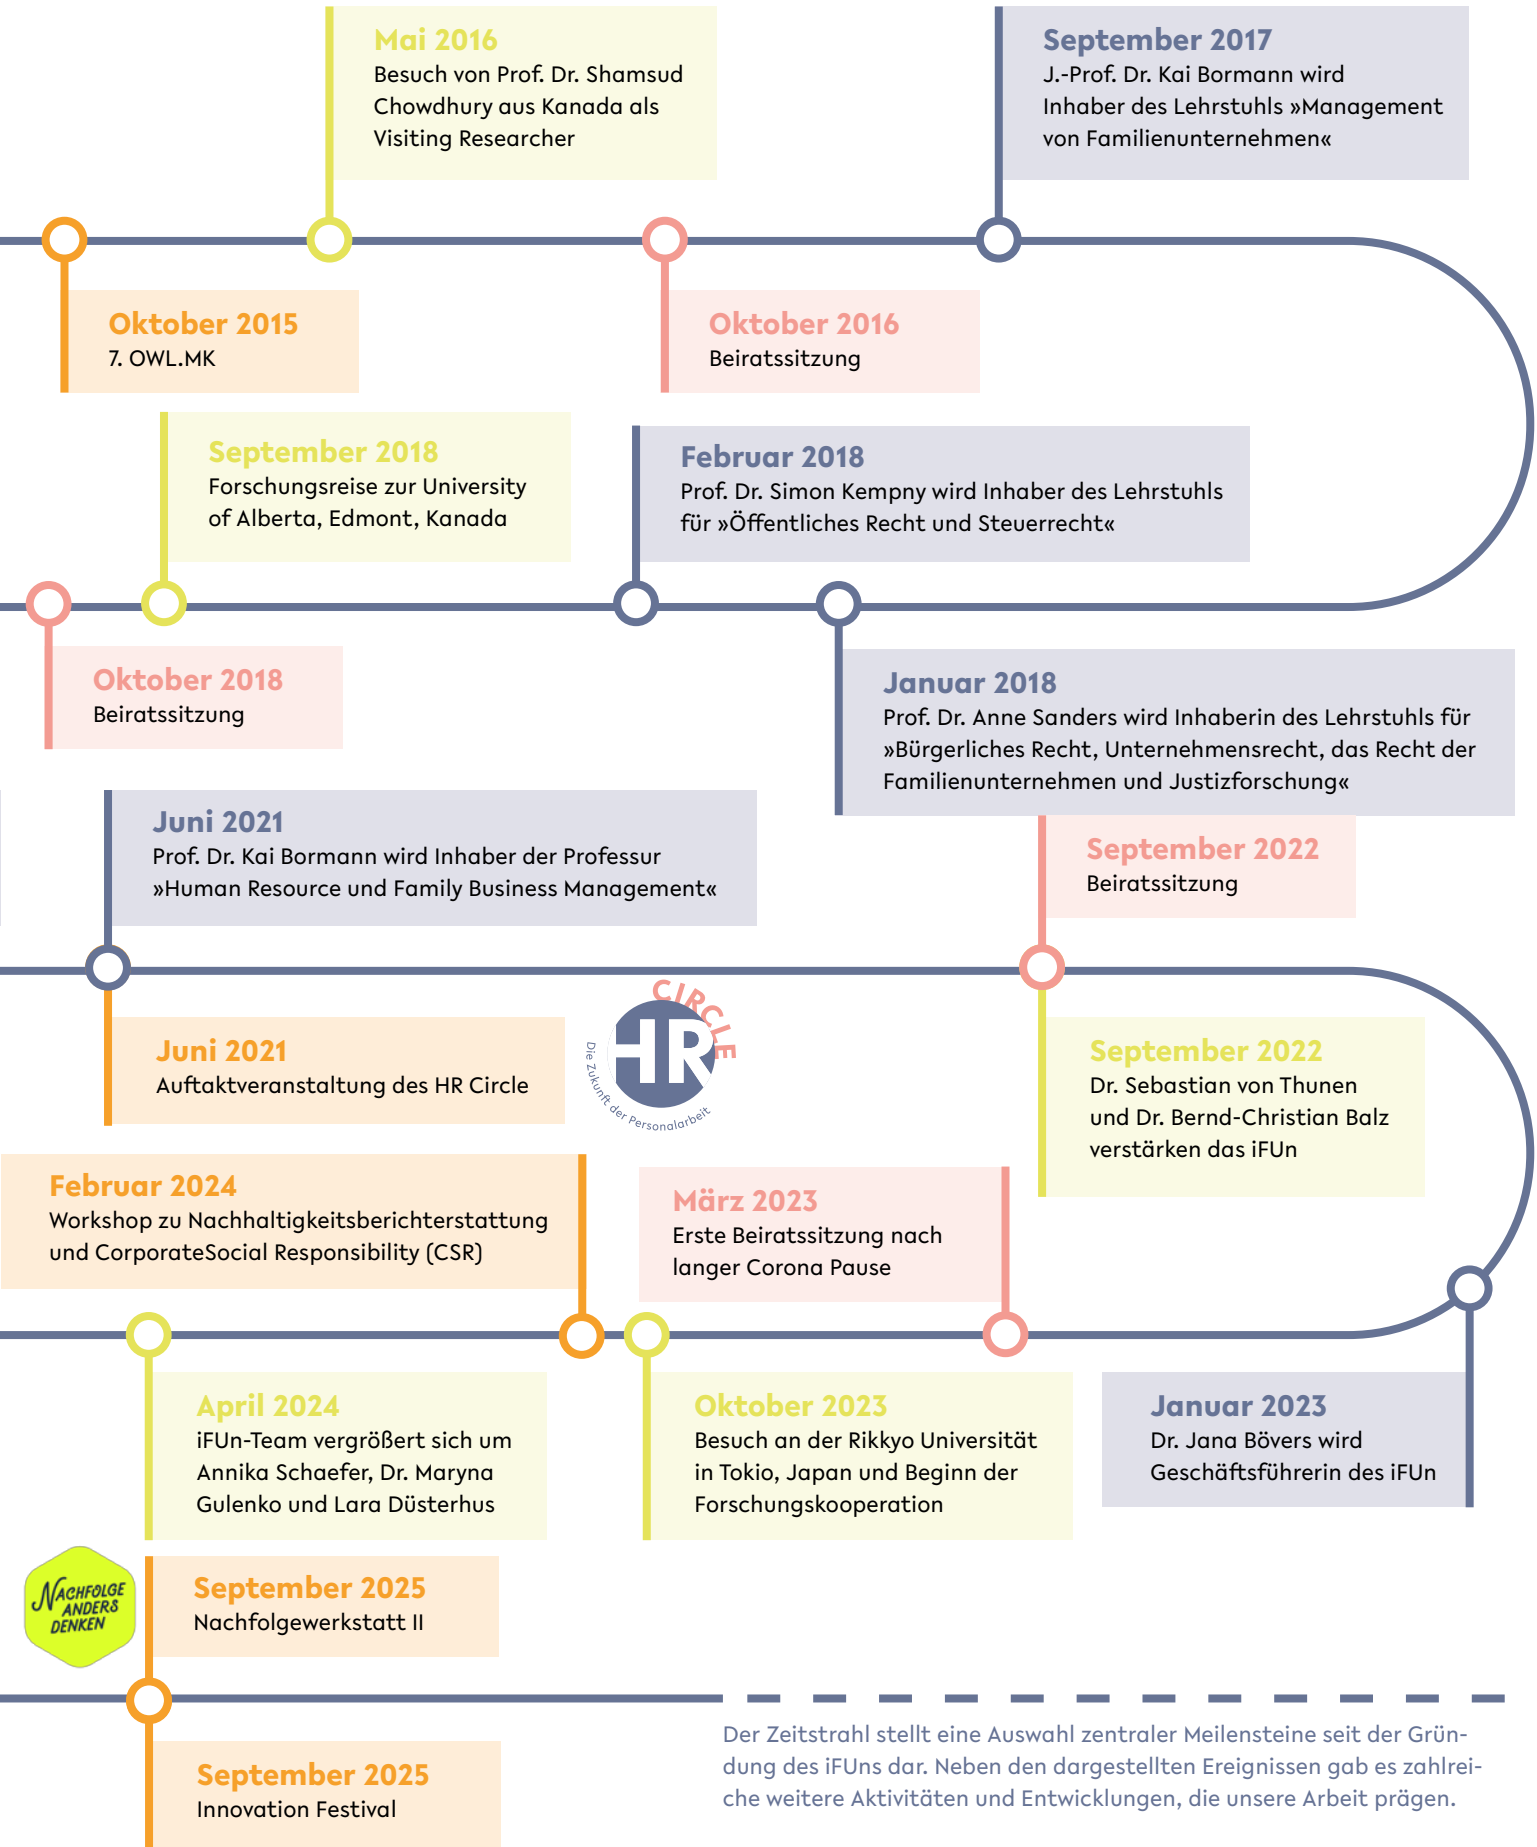 Mai 2016
Besuch von Prof. Dr. Shamsud
Chowdhury aus Kanada als
Visiting Researcher
September 2017
J.-Prof. Dr. Kai Bormann wird
Inhaber des Lehrstuhls »Management
von Familienunternehmen«
Oktober 2015
7. OWL.MK
Oktober 2016
Beiratssitzung
September 2018
Forschungsreise zur University
of Alberta, Edmont, Kanada
Februar 2018
Prof. Dr. Simon Kempny wird Inhaber des Lehrstuhls
für »Öffentliches Recht und Steuerrecht«
Oktober 2018
Beiratssitzung
Januar 2018
Prof. Dr. Anne Sanders wird Inhaberin des Lehrstuhls für
»Bürgerliches Recht, Unternehmensrecht, das Recht der
Familienunternehmen und Justizforschung«
Juni 2021
Prof. Dr. Kai Bormann wird Inhaber der Professur
»Human Resource und Family Business Management«
September 2022
Beiratssitzung
Juni 2021
Auftaktveranstaltung des HR Circle
CIRCLE
HR
Die Zukunft der Personalarbeit
September 2022
Dr. Sebastian von Thunen
und Dr. Bernd-Christian Balz
verstärken das iFUn
Februar 2024
Workshop zu Nachhaltigkeitsberichterstattung
und CorporateSocial Responsibility (CSR)
März 2023
Erste Beiratssitzung nach
langer Corona Pause
April 2024
iFUn-Team vergrößert sich um
Annika Schaefer, Dr. Maryna
Gulenko und Lara Düsterhus
Oktober 2023
Besuch an der Rikkyo Universität
in Tokio, Japan und Beginn der
Forschungskooperation
Januar 2023
Dr. Jana Bövers wird
Geschäftsführerin des iFUn
NACHFOLGE
ANDERS
DENKEN
September 2025
Nachfolgewerkstatt II
September 2025
Innovation Festival
Der Zeitstrahl stellt eine Auswahl zentraler Meilensteine seit der Grün-
dung des iFUns dar. Neben den dargestellten Ereignissen gab es zahlrei-
che weitere Aktivitäten und Entwicklungen, die unsere Arbeit prägen.